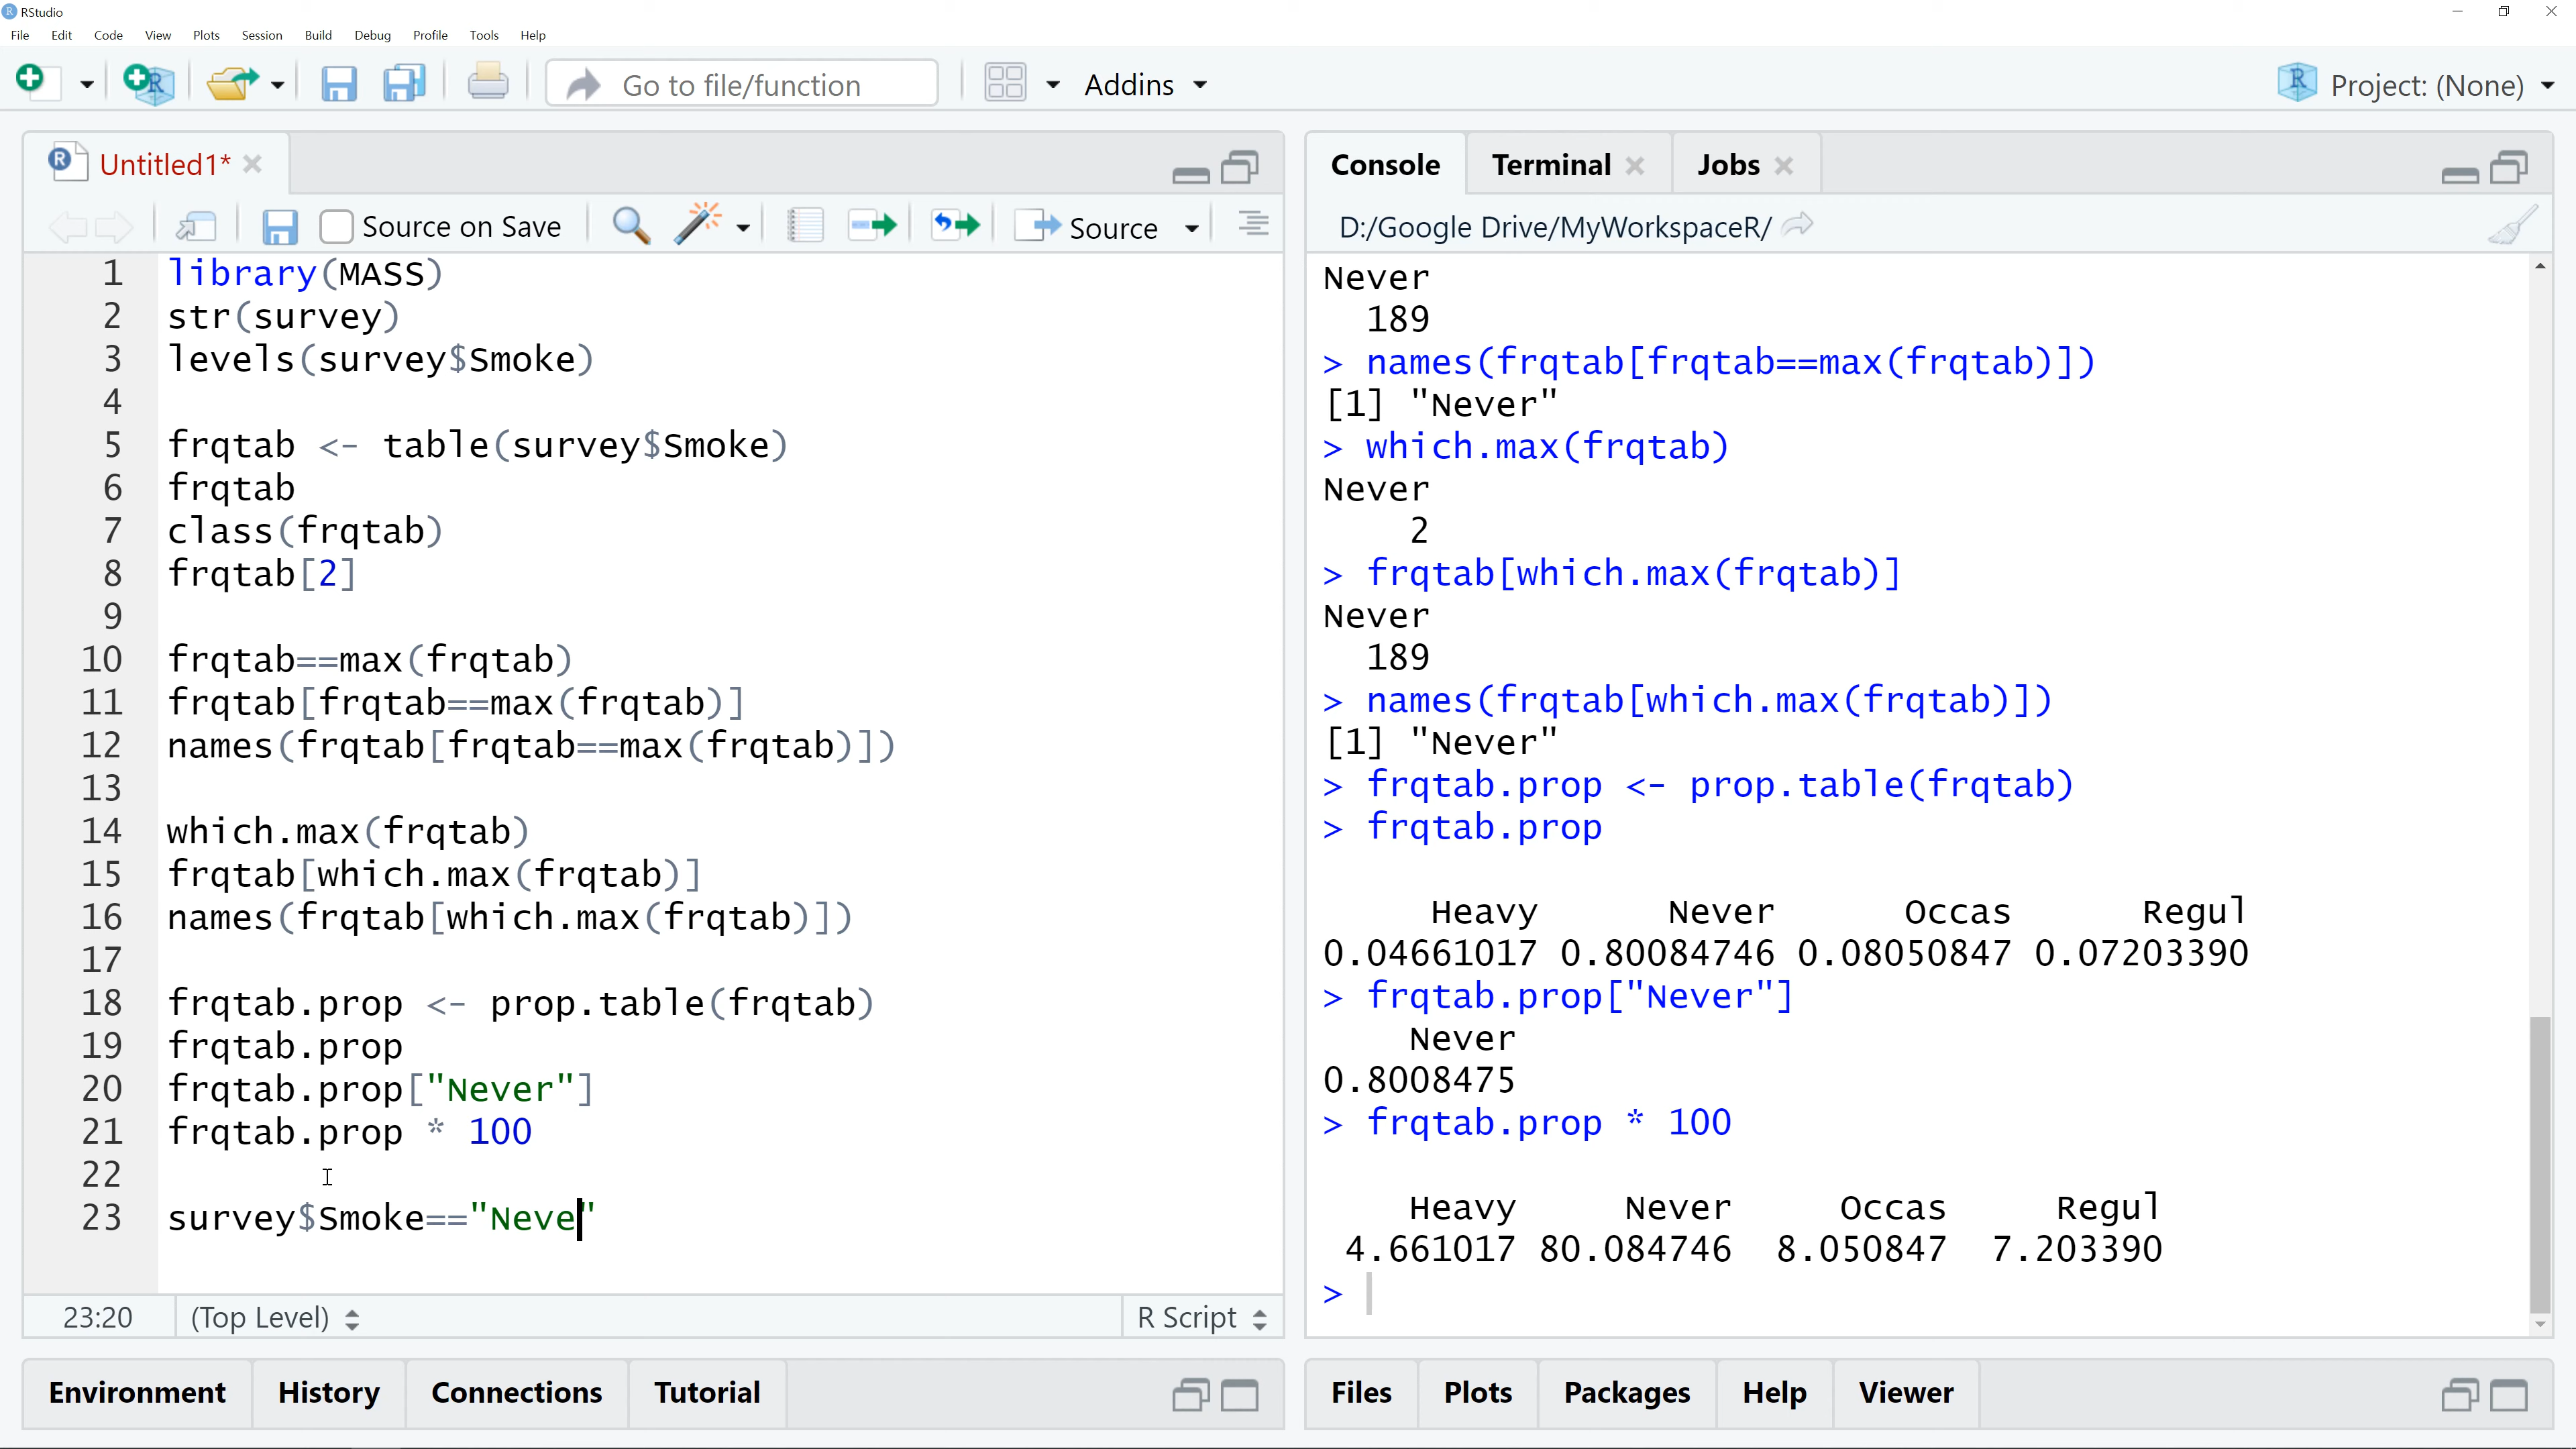 RStudio
File Edit Code View Plots Session Build Debug Profile Tools Help
Go to file/function Addins Project: (None)
Untitled1*
Source on Save Source
1 library(MASS)
2 str(survey)
3 levels(survey$Smoke)
4
5 frqtab <- table(survey$Smoke)
6 frqtab
7 class(frqtab)
8 frqtab[2]
9
10 frqtab==max(frqtab)
11 frqtab[frqtab==max(frqtab)]
12 names(frqtab[frqtab==max(frqtab)])
13
14 which.max(frqtab)
15 frqtab[which.max(frqtab)]
16 names(frqtab[which.max(frqtab)])
17
18 frqtab.prop <- prop.table(frqtab)
19 frqtab.prop
20 frqtab.prop["Never"]
21 frqtab.prop * 100
22
23 survey$Smoke=="Neve"
23:20 (Top Level) R Script
Environment History Connections Tutorial
Console Terminal Jobs
D:/Google Drive/MyWorkspaceR/
Never
189
> names(frqtab[frqtab==max(frqtab)])
[1] "Never"
> which.max(frqtab)
Never
2
> frqtab[which.max(frqtab)]
Never
189
> names(frqtab[which.max(frqtab)])
[1] "Never"
> frqtab.prop <- prop.table(frqtab)
> frqtab.prop
Heavy Never Occas Regul
0.04661017 0.80084746 0.08050847 0.07203390
> frqtab.prop["Never"]
Never
0.8008475
> frqtab.prop * 100
Heavy Never Occas Regul
4.661017 80.084746 8.050847 7.203390
>
Files Plots Packages Help Viewer